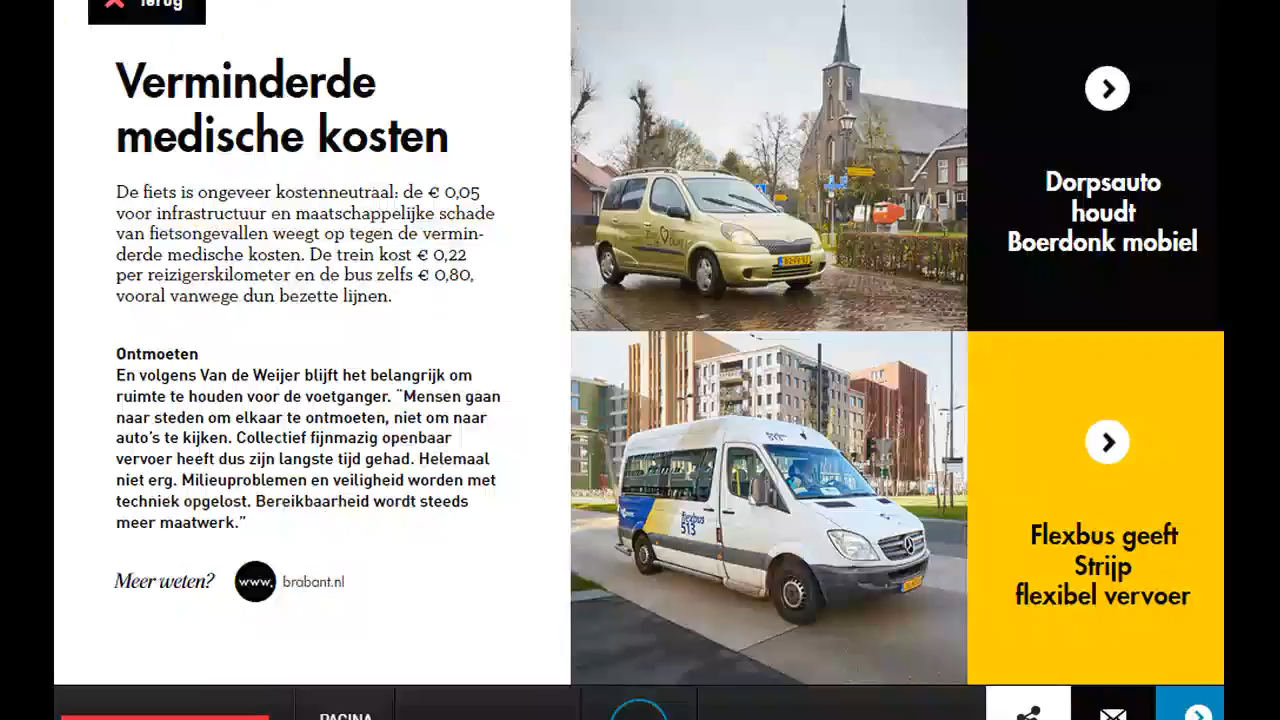 Terug
Verminderde
medische kosten
De fiets is ongeveer kostenneutraal: de € 0,05
voor infrastructuur en maatschappelijke schade
van fietsongevallen weegt op tegen de vermin-
derde medische kosten. De trein kost € 0,22
per reizigerskilometer en de bus zelfs € 0,80,
vooral vanwege dun bezette lijnen.
Ontmoeten
En volgens Van de Weijer blijft het belangrijk om
ruimte te houden voor de voetganger. “Mensen gaan
naar steden om elkaar te ontmoeten, niet om naar
auto’s te kijken. Collectief fijnmazig openbaar
vervoer heeft dus zijn langste tijd gehad. Helemaal
niet erg. Milieuproblemen en veiligheid worden met
techniek opgelost. Bereikbaarheid wordt steeds
meer maatwerk.”
Meer weten? www. brabant.nl
flexbus
513
Dorpsauto
houdt
Boerdonk mobiel
Flexbus geeft
Strijp
flexibel vervoer
PAGINA